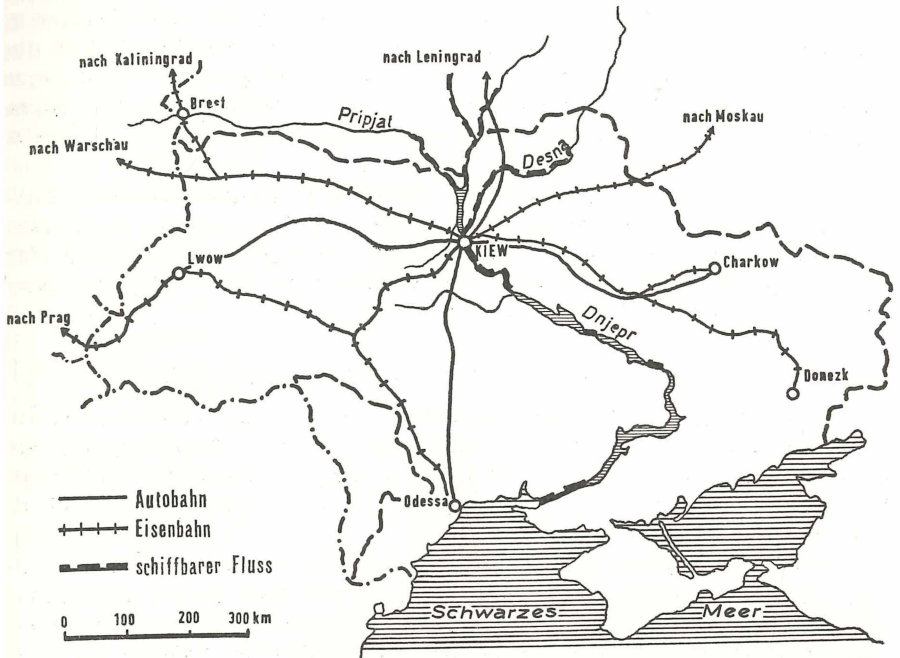 nach Kaliningrad
nach Leningrad
Brest
Pripjat
nach Moskau
nach Warschau
Desna
KIEW
Lwow
Charkow
nach Prag
Dnjepr
Donezk
Odessa
Autobahn
Eisenbahn
schiffbarer Fluss
0 100 200 300 km
Schwarzes Meer